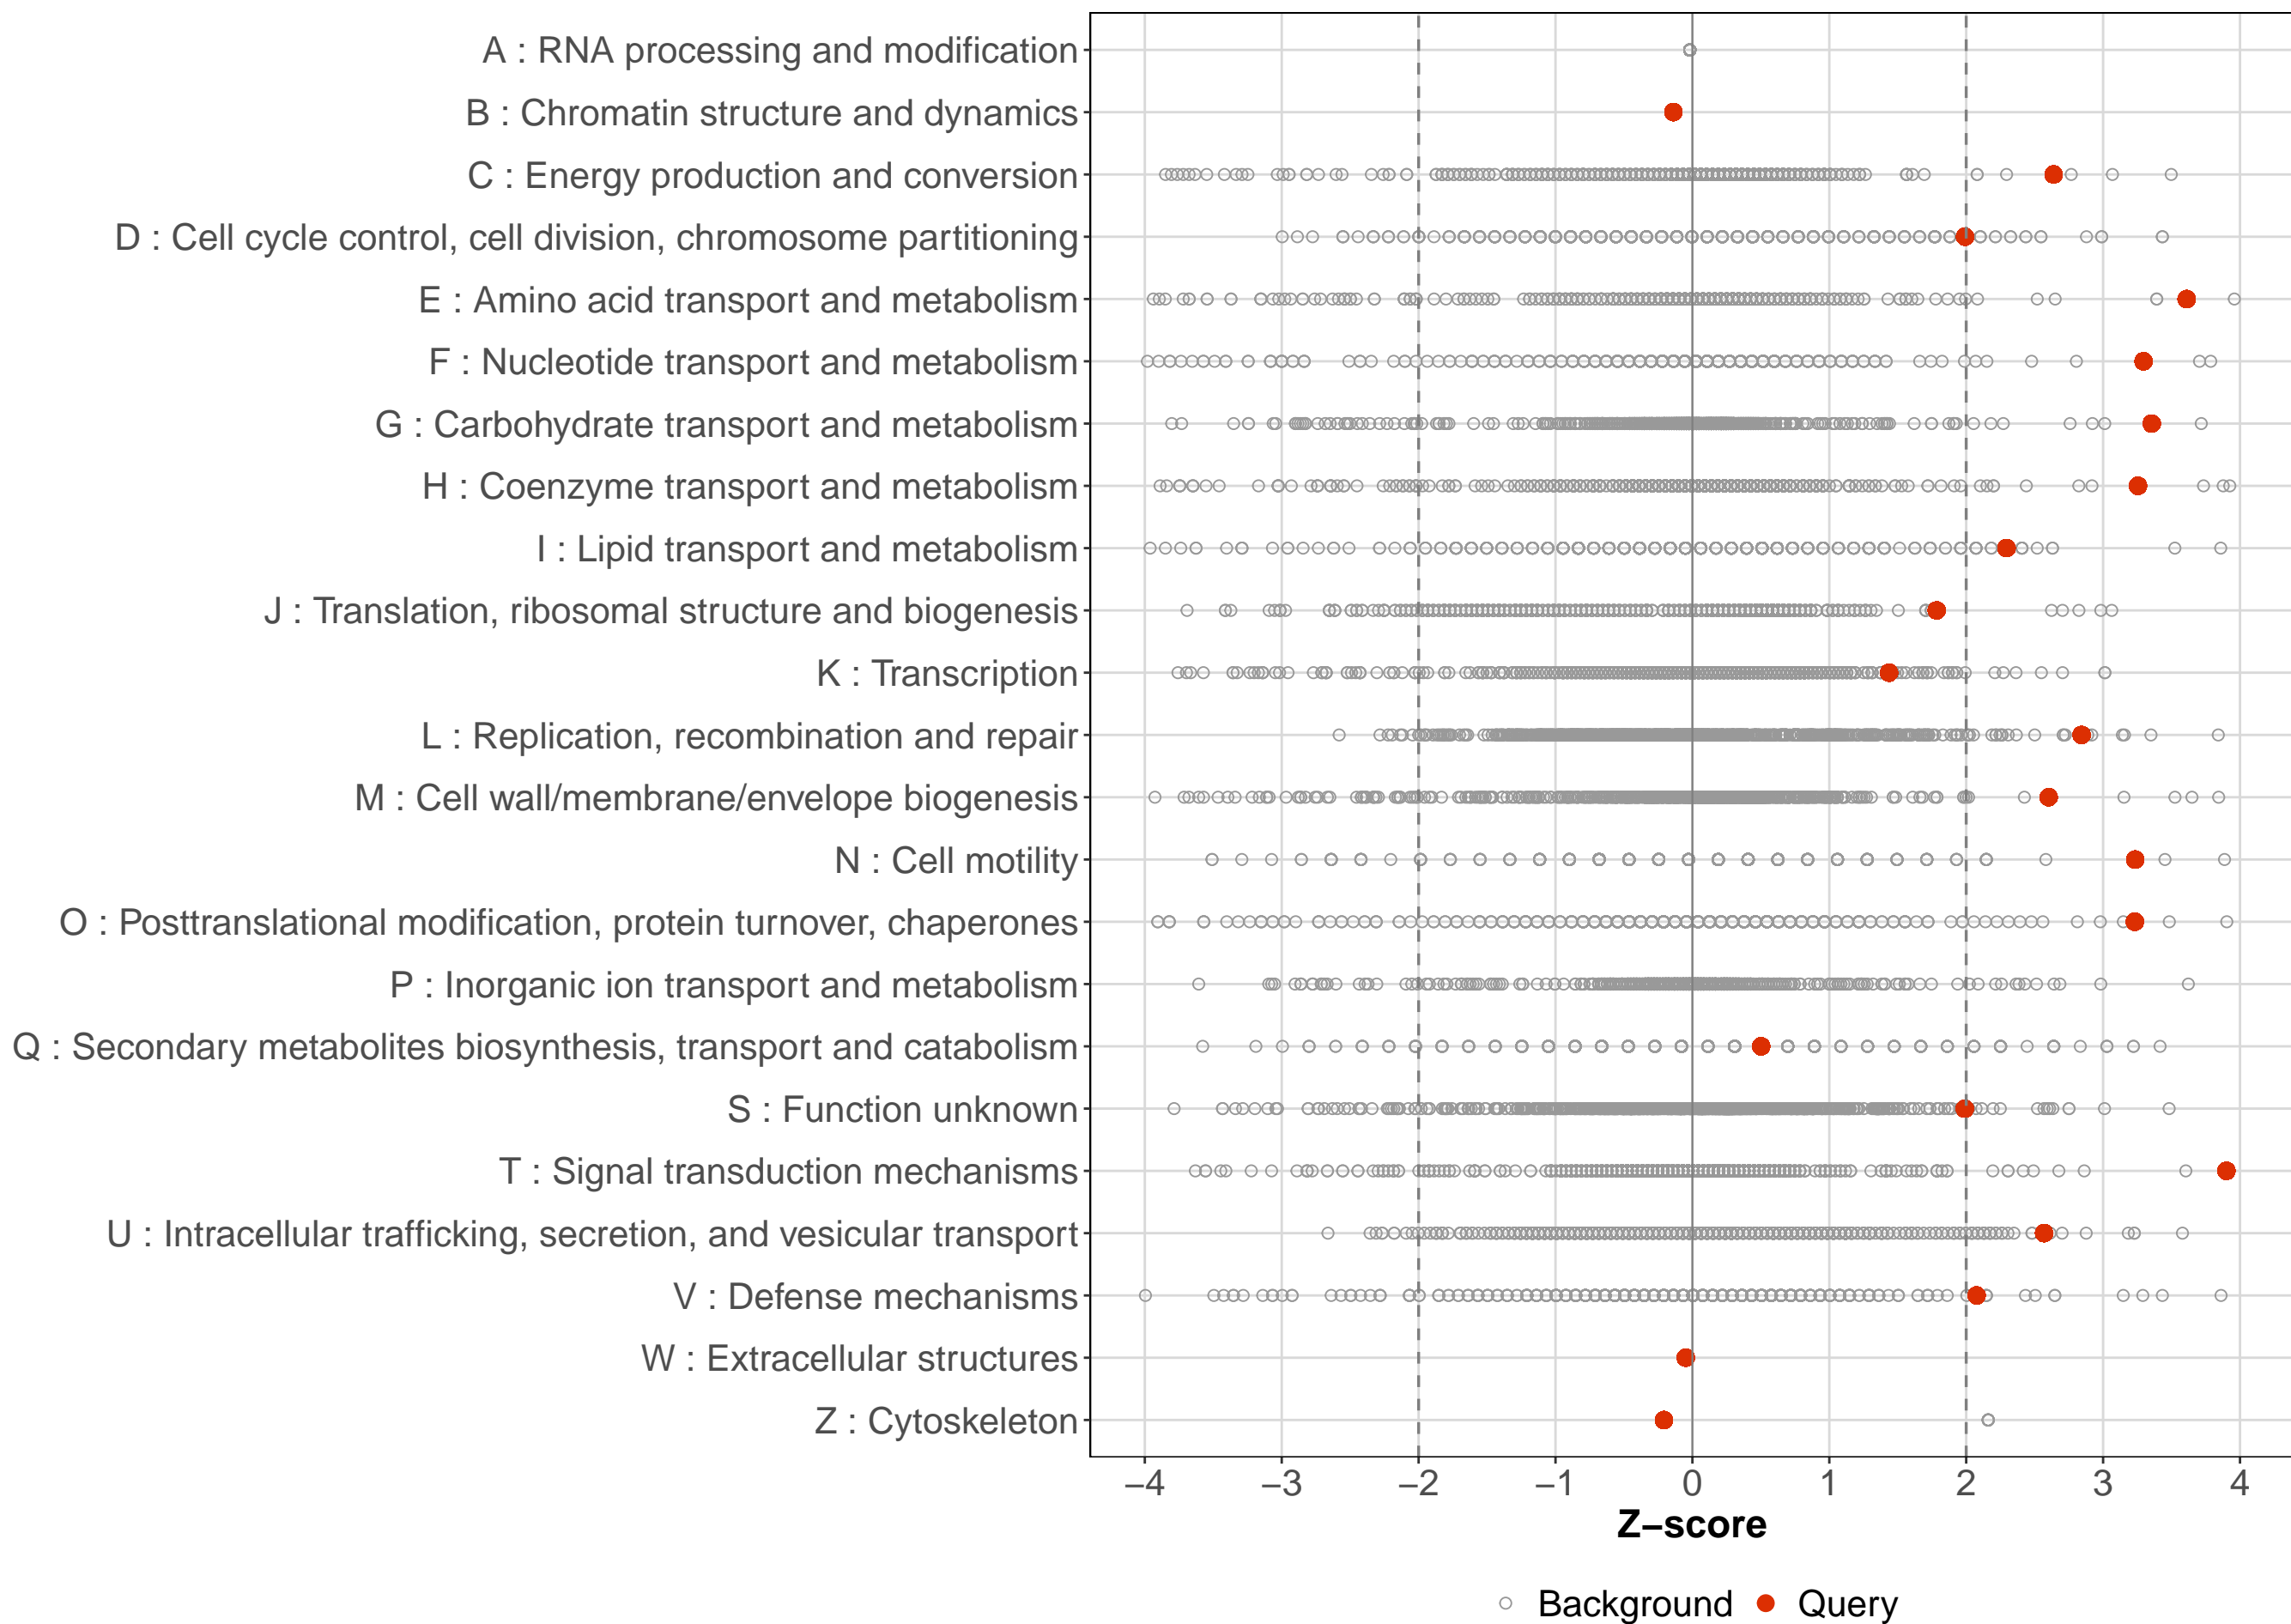 A : RNA processing and modification
B : Chromatin structure and dynamics
C : Energy production and conversion
D : Cell cycle control, cell division, chromosome partitioning
E : Amino acid transport and metabolism
F : Nucleotide transport and metabolism
G : Carbohydrate transport and metabolism
H : Coenzyme transport and metabolism
I : Lipid transport and metabolism
J : Translation, ribosomal structure and biogenesis
K : Transcription
L : Replication, recombination and repair
M : Cell wall/membrane/envelope biogenesis
N : Cell motility
O : Posttranslational modification, protein turnover, chaperones
P : Inorganic ion transport and metabolism
Q : Secondary metabolites biosynthesis, transport and catabolism
S : Function unknown
T : Signal transduction mechanisms
U : Intracellular trafficking, secretion, and vesicular transport
V : Defense mechanisms
W : Extracellular structures
Z : Cytoskeleton
−4 −3 −2 −1 0 1 2 3 4
Z−score
Background Query